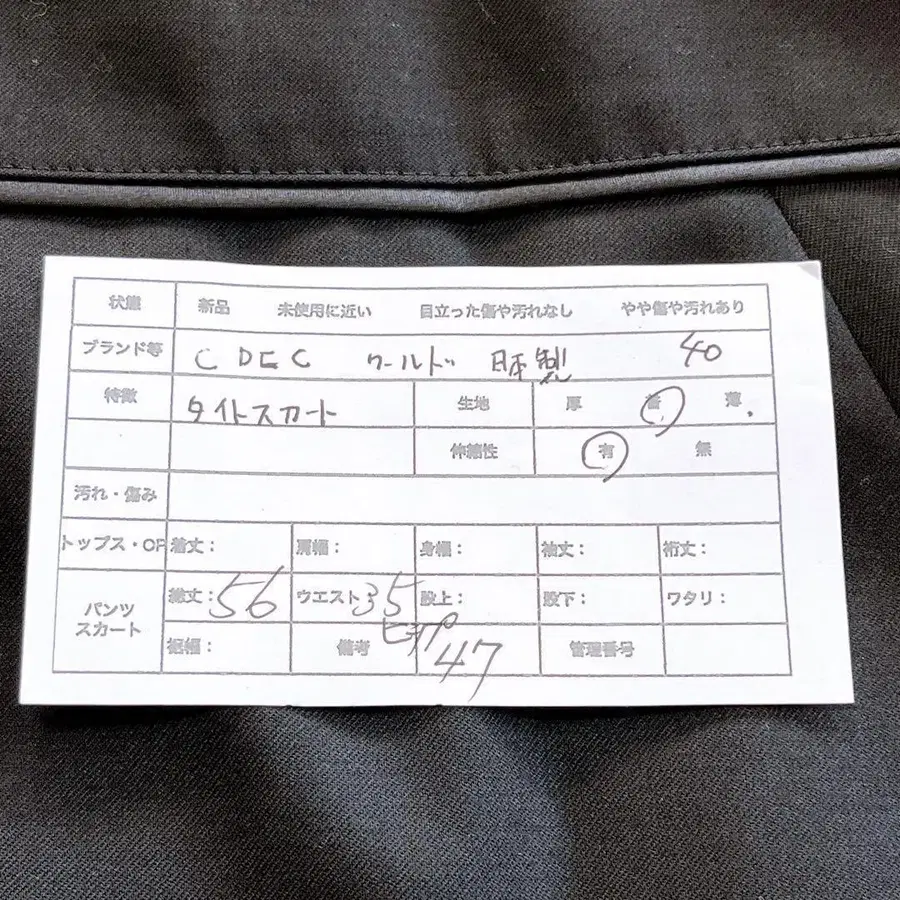 状態 新品 未使用に近い 目立った傷や汚れなし やや傷や汚れあり
ブランド等 CDEC ワールド 日本製 40
特徴 タイトスカート 生地 厚 普 薄
伸縮性 有 無
汚れ・傷み
トップス・OP 着丈: 肩幅: 身幅: 袖丈: 裄丈:
パンツ スカート 総丈: 56 ウエスト: 35 股上: 股下: ワタリ:
裾幅: 備考 ヒップ 47 管理番号